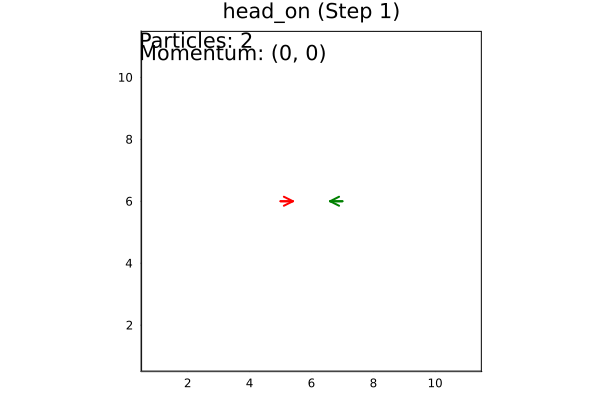 head_on (Step 1)
Particles: 2
Momentum: (0, 0)
10
8
6
4
2
2 4 6 8 10